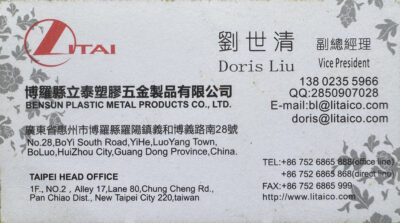 LITAI
劉世清 副總經理
Doris Liu Vice President
138 0235 5966
QQ:2850907028
E-mail:bl@litaico.com
doris@litaico.com
博羅縣立泰塑膠五金製品有限公司
BENSUN PLASTIC METAL PRODUCTS CO., LTD.
廣東省惠州市博羅縣羅陽鎮義和博義路南28號
No.28,BoYi South Road,YiHe,LuoYang Town,
BoLuo,HuiZhou City,Guang Dong Province,China.
TAIPEI HEAD OFFICE
1F., NO.2 , Alley 17,Lane 80,Chung Cheng Rd.,
Pan Chiao Dist., New Taipei City 220,taiwan
TEL:+86 752 6865 888(office line)
+86 752 6865 868(direct line)
FAX:+86 752 6865 999
http://www.litaico.com